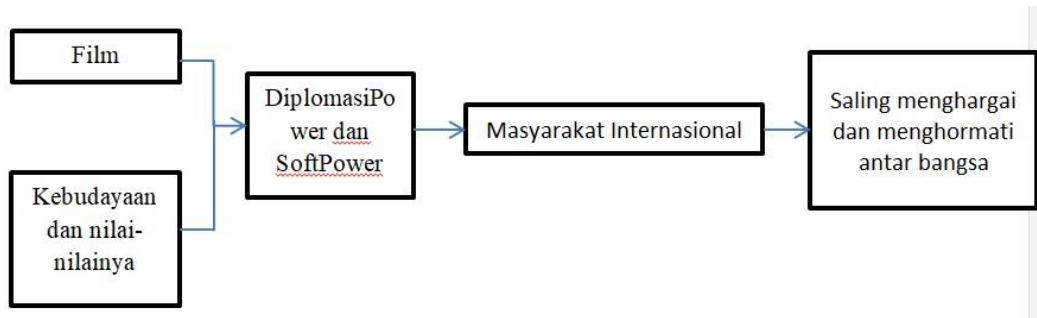 Film
Kebudayaan
dan nilai-
nilainya
DiplomasiPo
wer dan
SoftPower
Masyarakat Internasional
Saling menghargai
dan menghormati
antar bangsa